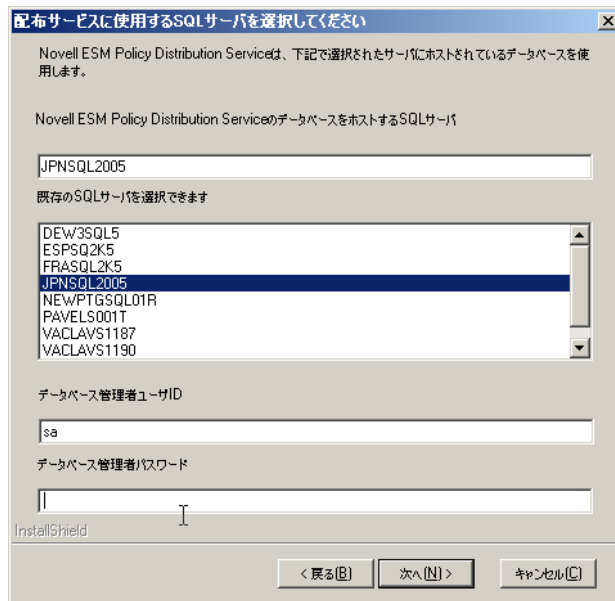 配布サービスに使用するSQLサーバを選択してください
Novell ESM Policy Distribution Serviceは、下記で選択されたサーバにホストされているデータベースを使
用します。
Novell ESM Policy Distribution ServiceのデータベースをホストするSQLサーバ
JPNSQL2005
既存のSQLサーバを選択できます
DEW3SQL5
ESPSQ2K5
FRASQL2K5
JPNSQL2005
NEWPTGSQL01R
PAVELS001T
VACLAVS1187
VACLAVS1190
データベース管理者ユーザID
sa
データベース管理者パスワード
InstallShield
< 戻る(B)
次へ(N) >
キャンセル(C)